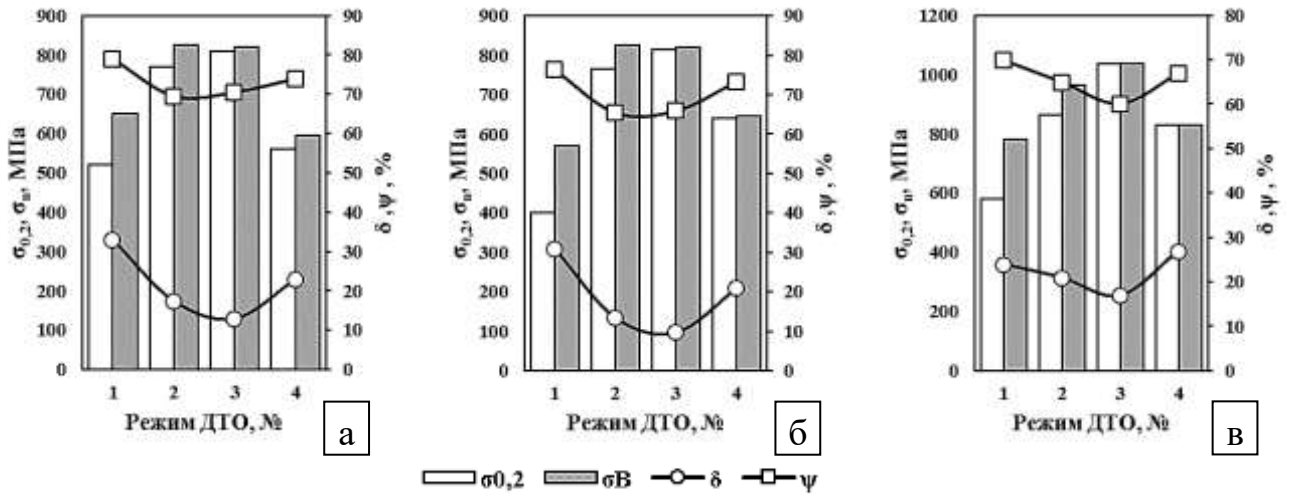 900 90 900 90 1200 80
800 80 800 80 70
700 70 700 70 1000 60
600 60 600 60 800 50
500 50 500 50 600 40
400 40 400 40 30
300 30 300 30 400 20
200 20 200 20 200 10
100 10 100 10
0 0 0 0 0 0
σ0,2, σв, МПа δ ,ψ , % σ0,2, σв, МПа δ ,ψ , % σ0,2, σв, МПа δ ,ψ , %
1 2 3 4 1 2 3 4 1 2 3 4
Режим ДТО, № а Режим ДТО, № б Режим ДТО, № в
σ0,2 σВ δ ψ